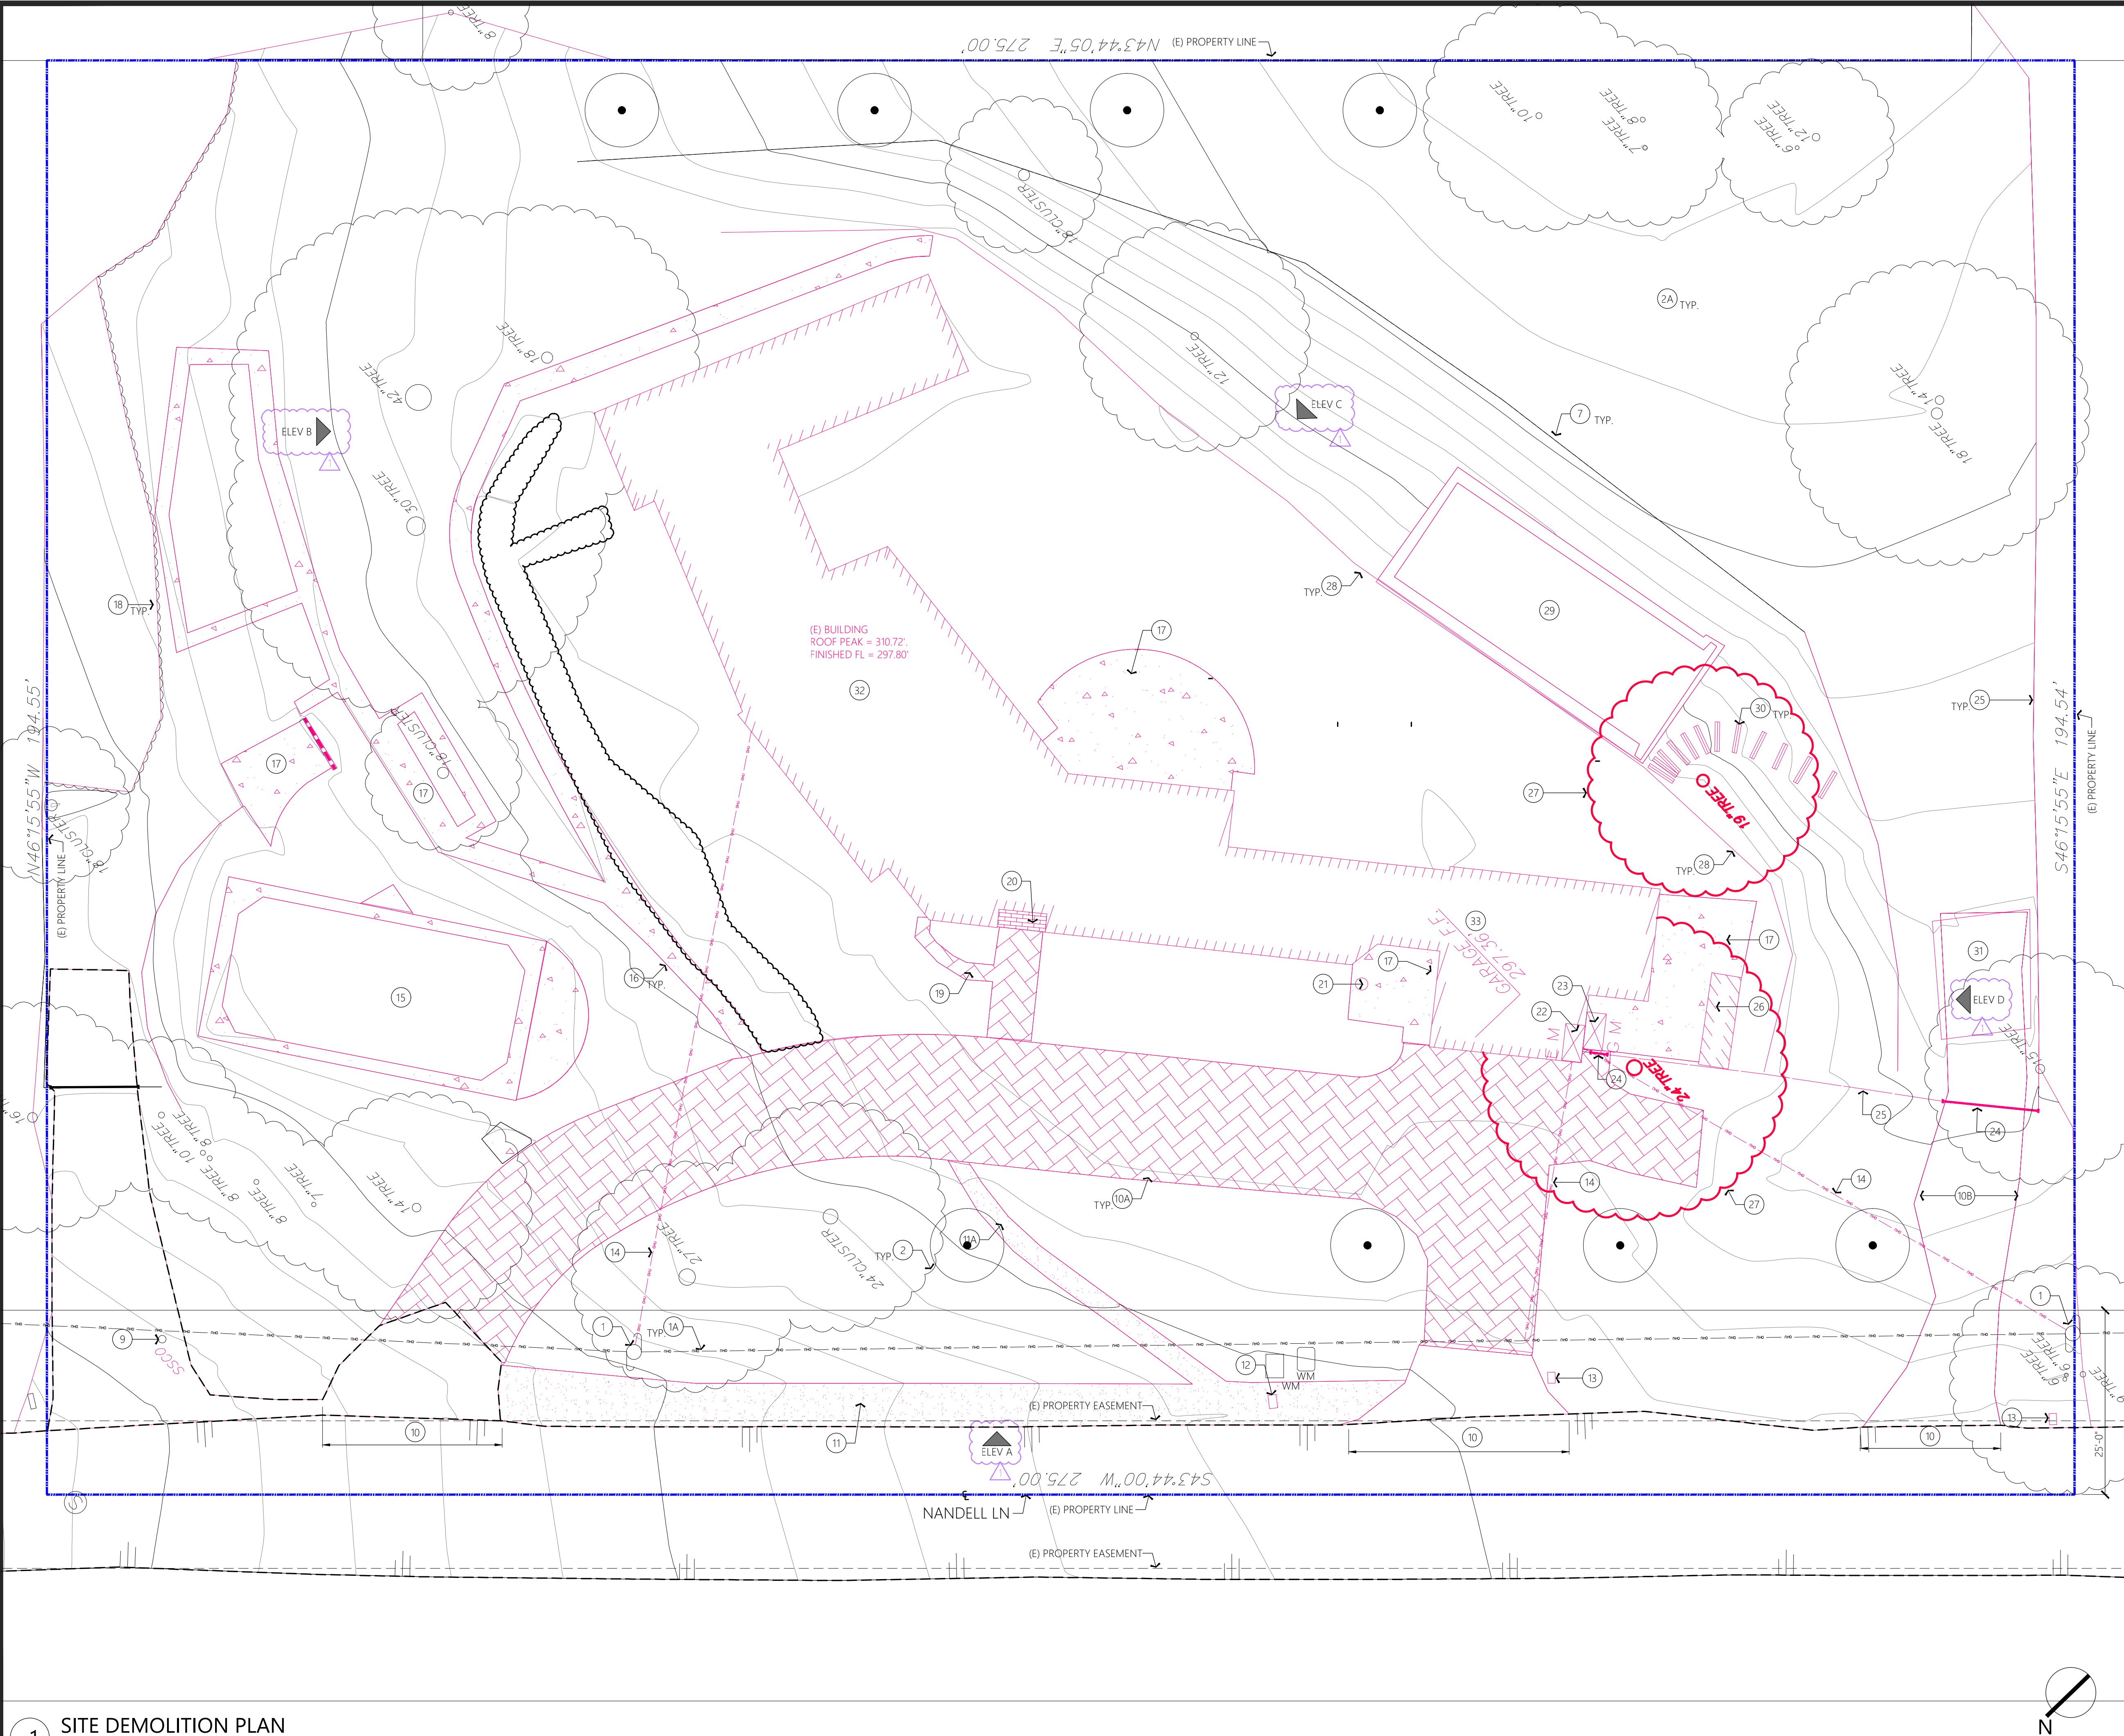 8" TREE
N43°44'05"E 275.00'
(E) PROPERTY LINE
10" TREE
8" TREE
7" TREE
12" TREE
6" TREE
18" CLUSTER
2A TYP.
12" TREE
18" TREE
42" TREE
30" TREE
ELEV B
ELEV C
7 TYP.
14" TREE
18" TREE
18 TYP.
TYP. 28
29
17
(E) BUILDING
ROOF PEAK = 310.72'.
FINISHED FL = 297.80'
32
N46°15'55"W 194.55'
(E) PROPERTY LINE
18" CLUSTER
17
18" CLUSTER
17
30 TYP.
TYP. 25
27
19" TREE
TYP. 28
S46°15'55"E 194.54'
(E) PROPERTY LINE
20
33
GARAGE F.F.
297.36'
17
17
16 TYP.
15
19
21
22
23
26
31
ELEV D
15" TREE
E M
G M
24
24" TREE
25
24
10" TREE
8" TREE
8" TREE
8" TREE
7" TREE
14" TREE
TYP. 10A
14
27
14
10B
14
27" TREE
24" CLUSTER
TYP. 2
11A
9
SSCO
1
TYP. 1A
12
WM
WM
13
1
6" TREE
6" TREE
13
(E) PROPERTY EASEMENT
10
11
ELEV A
10
10
25'-0"
S43°44'00"W 275.00'
S
NANDELL LN
(E) PROPERTY LINE
(E) PROPERTY EASEMENT
N
1
SITE DEMOLITION PLAN